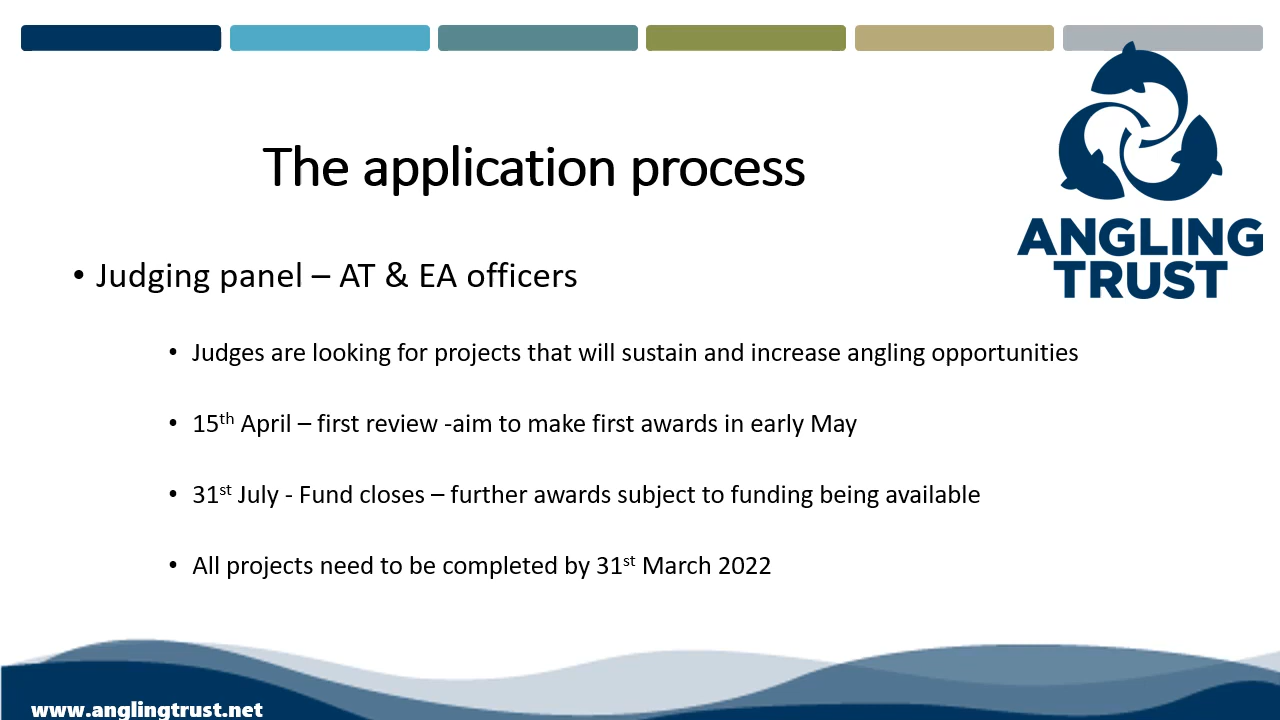 The application process
ANGLING
TRUST
• Judging panel – AT & EA officers
• Judges are looking for projects that will sustain and increase angling opportunities
• 15th April – first review -aim to make first awards in early May
• 31st July - Fund closes – further awards subject to funding being available
• All projects need to be completed by 31st March 2022
www.anglingtrust.net